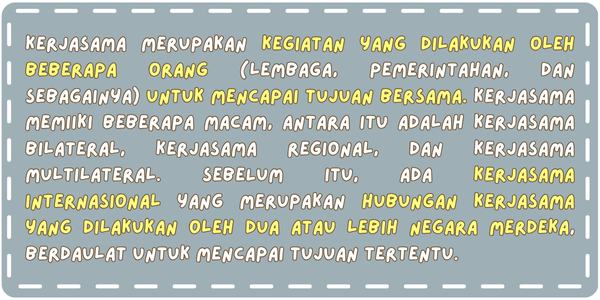 KERJASAMA MERUPAKAN KEGIATAN YANG DILAKUKAN OLEH
BEBERAPA ORANG (LEMBAGA, PEMERINTAHAN, DAN
SEBAGAINYA) UNTUK MENCAPAI TUJUAN BERSAMA. KERJASAMA
MEMIIKI BEBERAPA MACAM, ANTARA ITU ADALAH KERJASAMA
BILATERAL, KERJASAMA REGIONAL, DAN KERJASAMA
MULTILATERAL. SEBELUM ITU, ADA KERJASAMA
INTERNASIONAL YANG MERUPAKAN HUBUNGAN KERJASAMA
YANG DILAKUKAN OLEH DUA ATAU LEBIH NEGARA MERDEKA,
BERDAULAT UNTUK MENCAPAI TUJUAN TERTENTU.